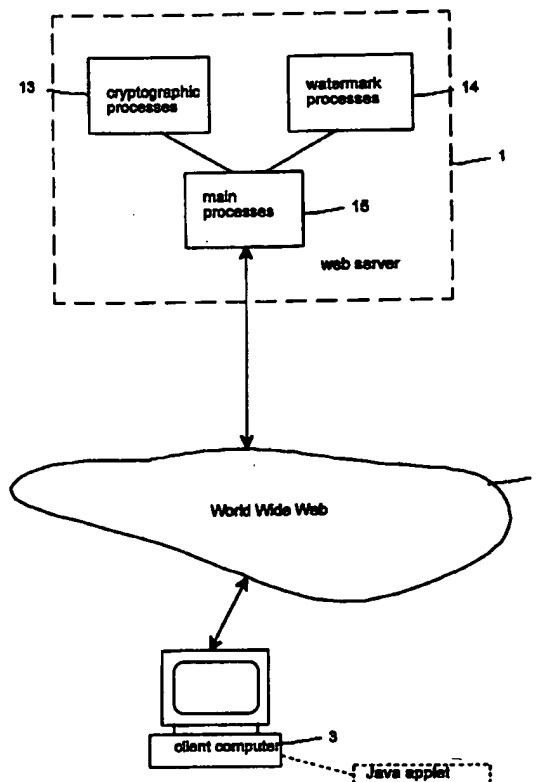 13
cryptographic
processes
watermark
processes
14
1
main
processes
15
web server
World Wide Web
client computer
3
Java applet